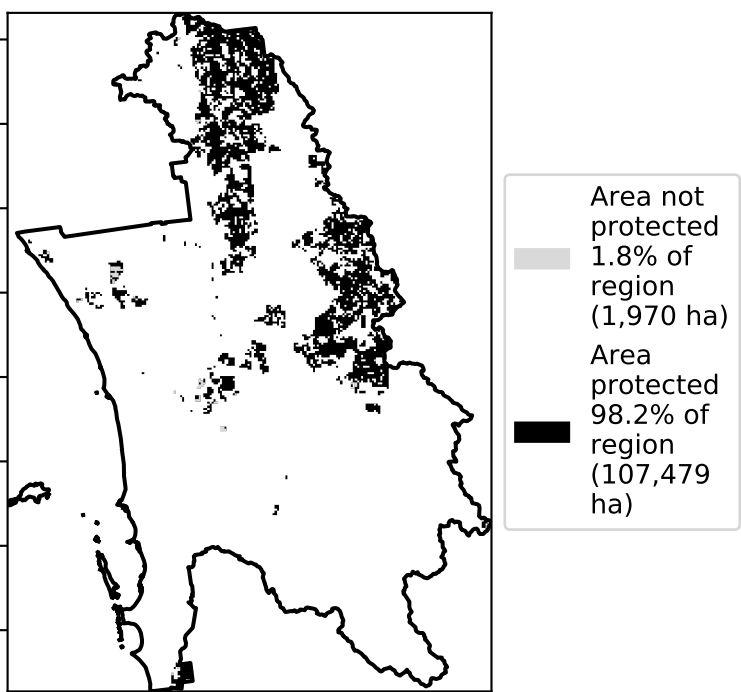 Area not
protected
1.8% of
region
(1,970 ha)
Area
protected
98.2% of
region
(107,479
ha)